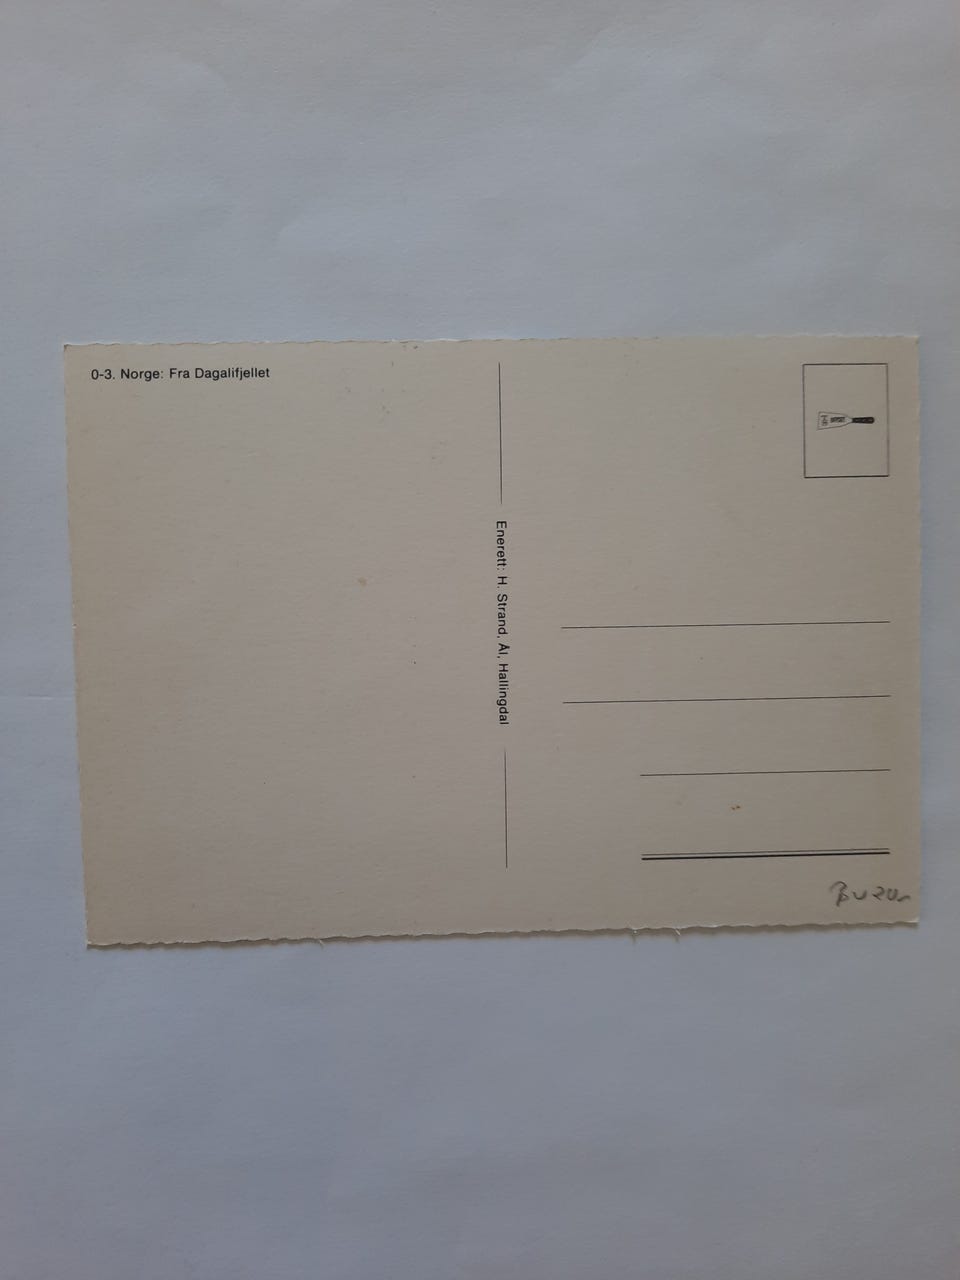 0-3. Norge: Fra Dagalifjellet
Enerett: H. Strand, Ål, Hallingdal